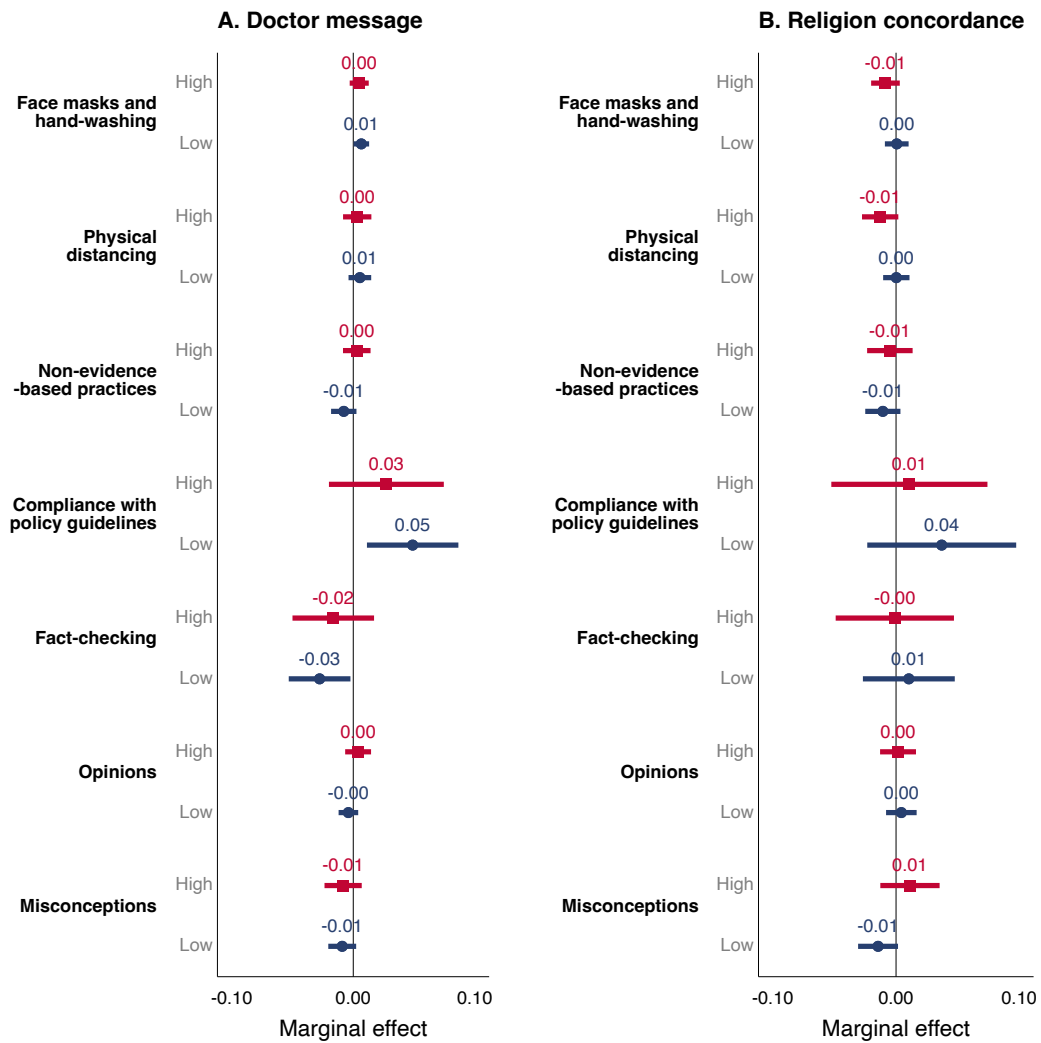 A. Doctor message
Face masks and
hand-washing
High
0.00
Low
0.01
Physical
distancing
High
0.00
Low
0.01
Non-evidence
-based practices
High
0.00
Low
-0.01
Compliance with
policy guidelines
High
0.03
Low
0.05
Fact-checking
High
-0.02
Low
-0.03
Opinions
High
0.00
Low
-0.00
Misconceptions
High
-0.01
Low
-0.01
-0.10 0.00 0.10
Marginal effect
B. Religion concordance
Face masks and
hand-washing
High
-0.01
Low
0.00
Physical
distancing
High
-0.01
Low
0.00
Non-evidence
-based practices
High
-0.01
Low
-0.01
Compliance with
policy guidelines
High
0.01
Low
0.04
Fact-checking
High
-0.00
Low
0.01
Opinions
High
0.00
Low
0.00
Misconceptions
High
0.01
Low
-0.01
-0.10 0.00 0.10
Marginal effect